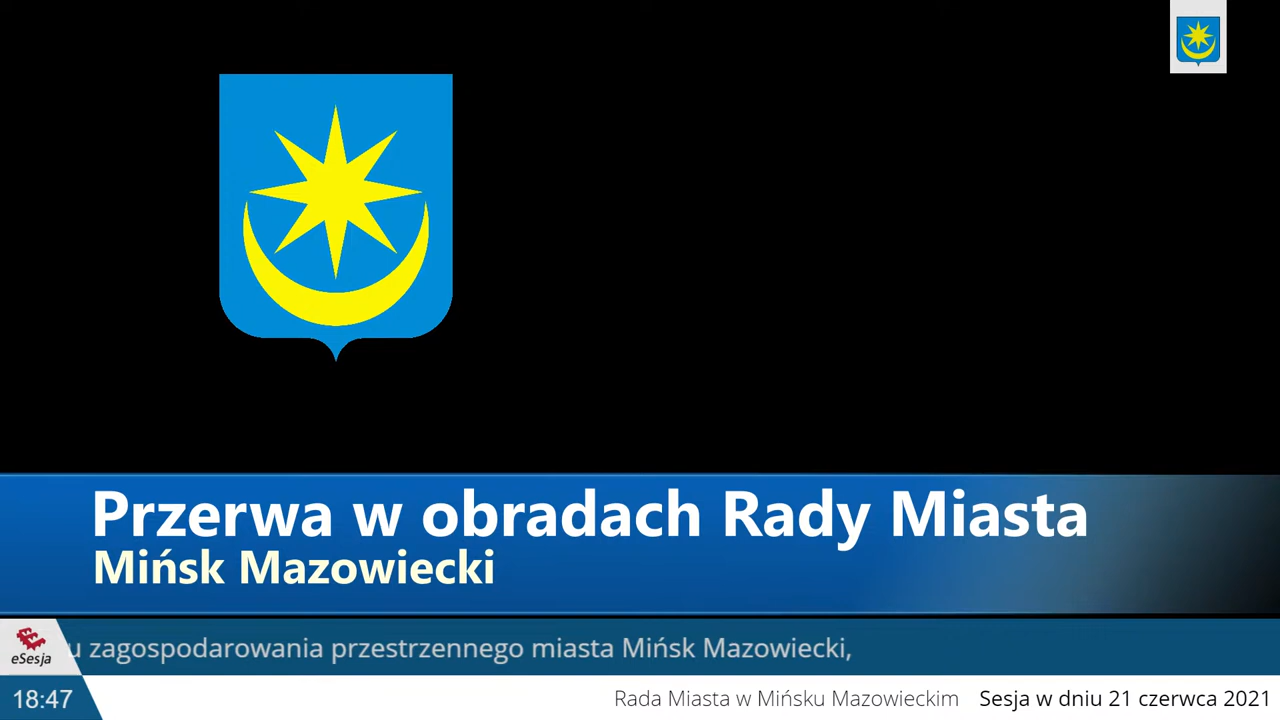 Przerwa w obradach Rady Miasta
Mińsk Mazowiecki
u zagospodarowania przestrzennego miasta Mińsk Mazowiecki,
eSesja
18:47
Rada Miasta w Mińsku Mazowieckim Sesja w dniu 21 czerwca 2021